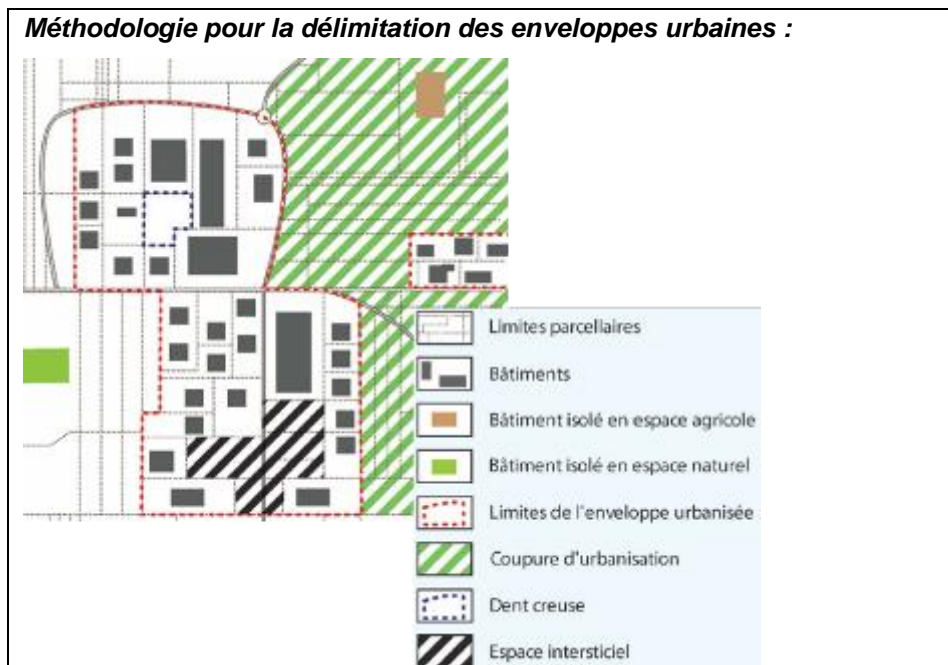 Méthodologie pour la délimitation des enveloppes urbaines :
Limites parcellaires
Bâtiments
Bâtiment isolé en espace agricole
Bâtiment isolé en espace naturel
Limites de l'enveloppe urbanisée
Coupure d'urbanisation
Dent creuse
Espace intersticiel